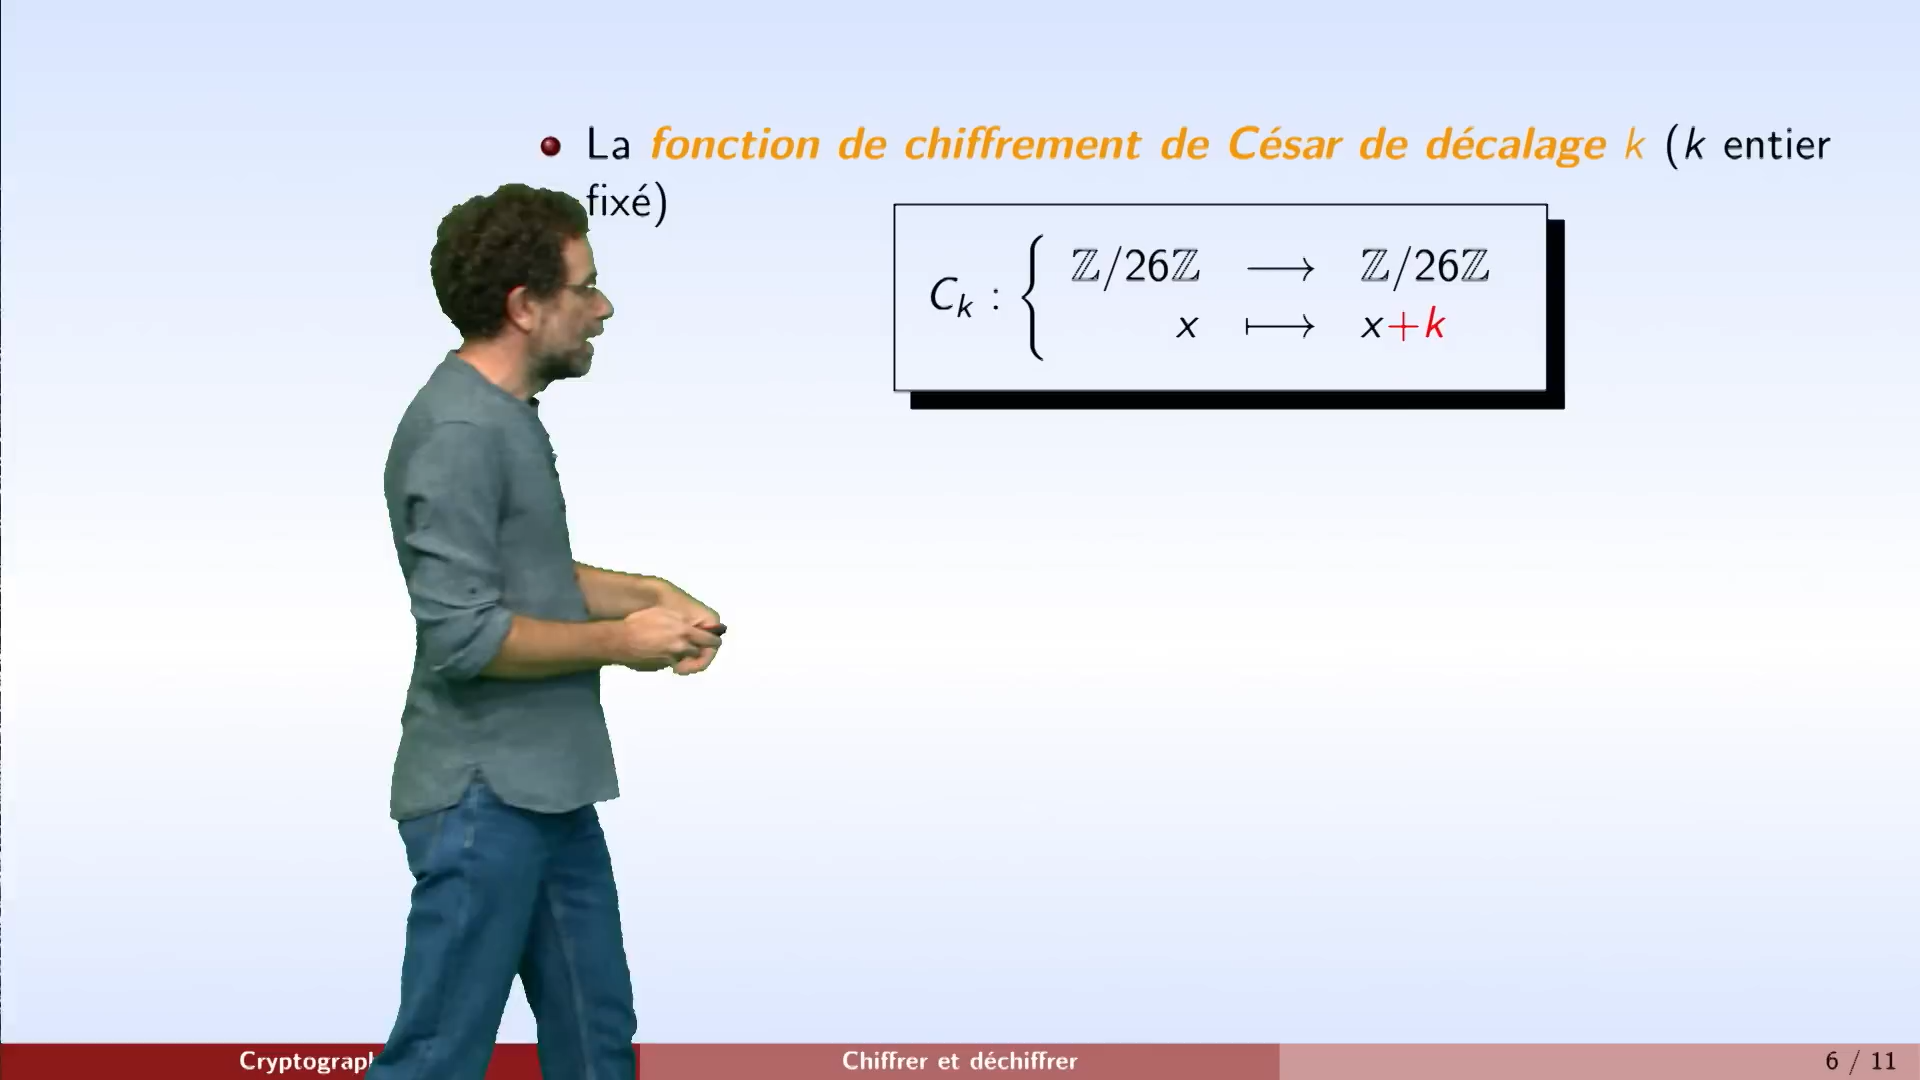 La fonction de chiffrement de César de décalage k (k entier
fixé)
C_k : { ℤ/26ℤ ⟶ ℤ/26ℤ
x ⟼ x+k
Chiffrer et déchiffrer
6 / 11